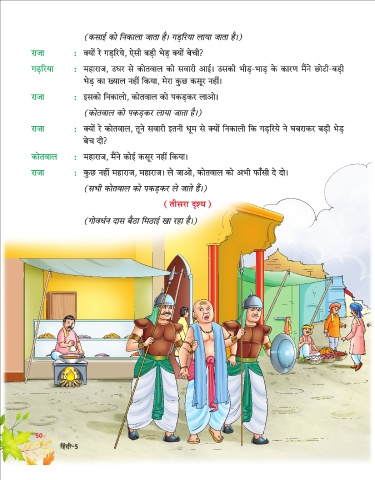 (कसाई को निकाला जाता है। गड़रिया लाया जाता है।)
राजा : क्यों रे गड़रिये, ऐसी बड़ी भेड़ क्यों बेची?
गड़रिया : महाराज, उधर से कोतवाल की सवारी आई। उसकी भीड़-भाड़ के कारण मैंने छोटी-बड़ी
भेड़ का ख्याल नहीं किया, मेरा कुछ कसूर नहीं।
राजा : इसको निकालो, कोतवाल को पकड़कर लाओ।
(कोतवाल को पकड़कर लाया जाता है।)
राजा : क्यों रे कोतवाल, तूने सवारी इतनी धूम से क्यों निकाली कि गड़रिये ने घबराकर बड़ी भेड़
बेच दी?
कोतवाल : महाराज, मैंने कोई कसूर नहीं किया।
राजा : कुछ नहीं महाराज, महाराज। ले जाओ, कोतवाल को अभी फाँसी दे दो।
(सभी कोतवाल को पकड़कर ले जाते हैं।)
( तीसरा दृश्य )
(गोवर्धन दास बैठा मिठाई खा रहा है।)
50
हिंदी-5